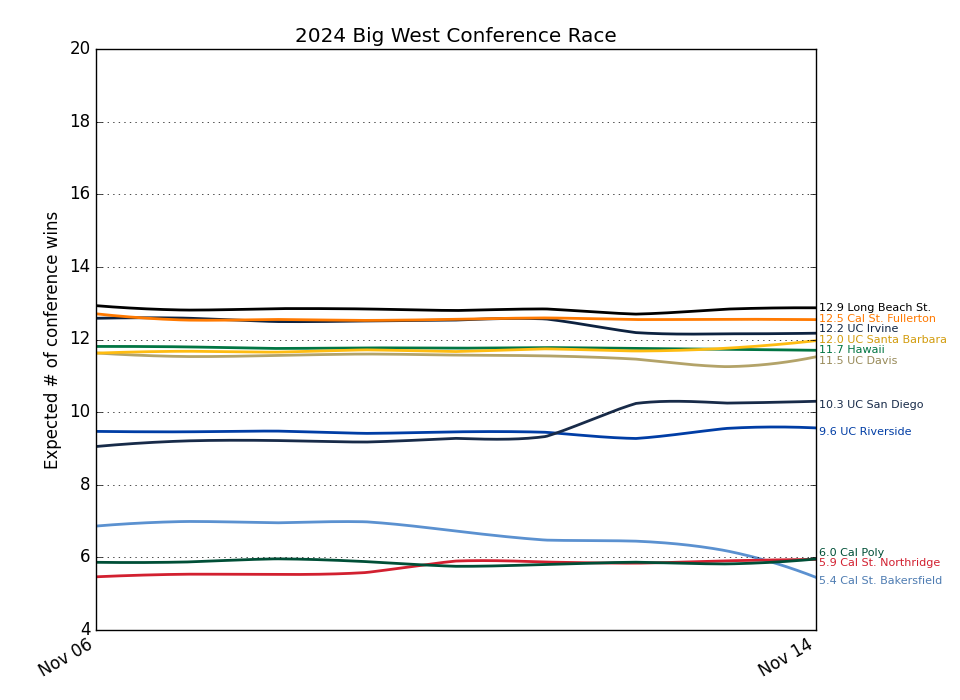 2024 Big West Conference Race
Expected # of conference wins
20
18
16
14
12
10
8
6
4
Nov 06
Nov 14
12.9 Long Beach St.
12.5 Cal St. Fullerton
12.2 UC Irvine
12.0 UC Santa Barbara
11.7 Hawaii
11.5 UC Davis
10.3 UC San Diego
9.6 UC Riverside
6.0 Cal Poly
5.9 Cal St. Northridge
5.4 Cal St. Bakersfield